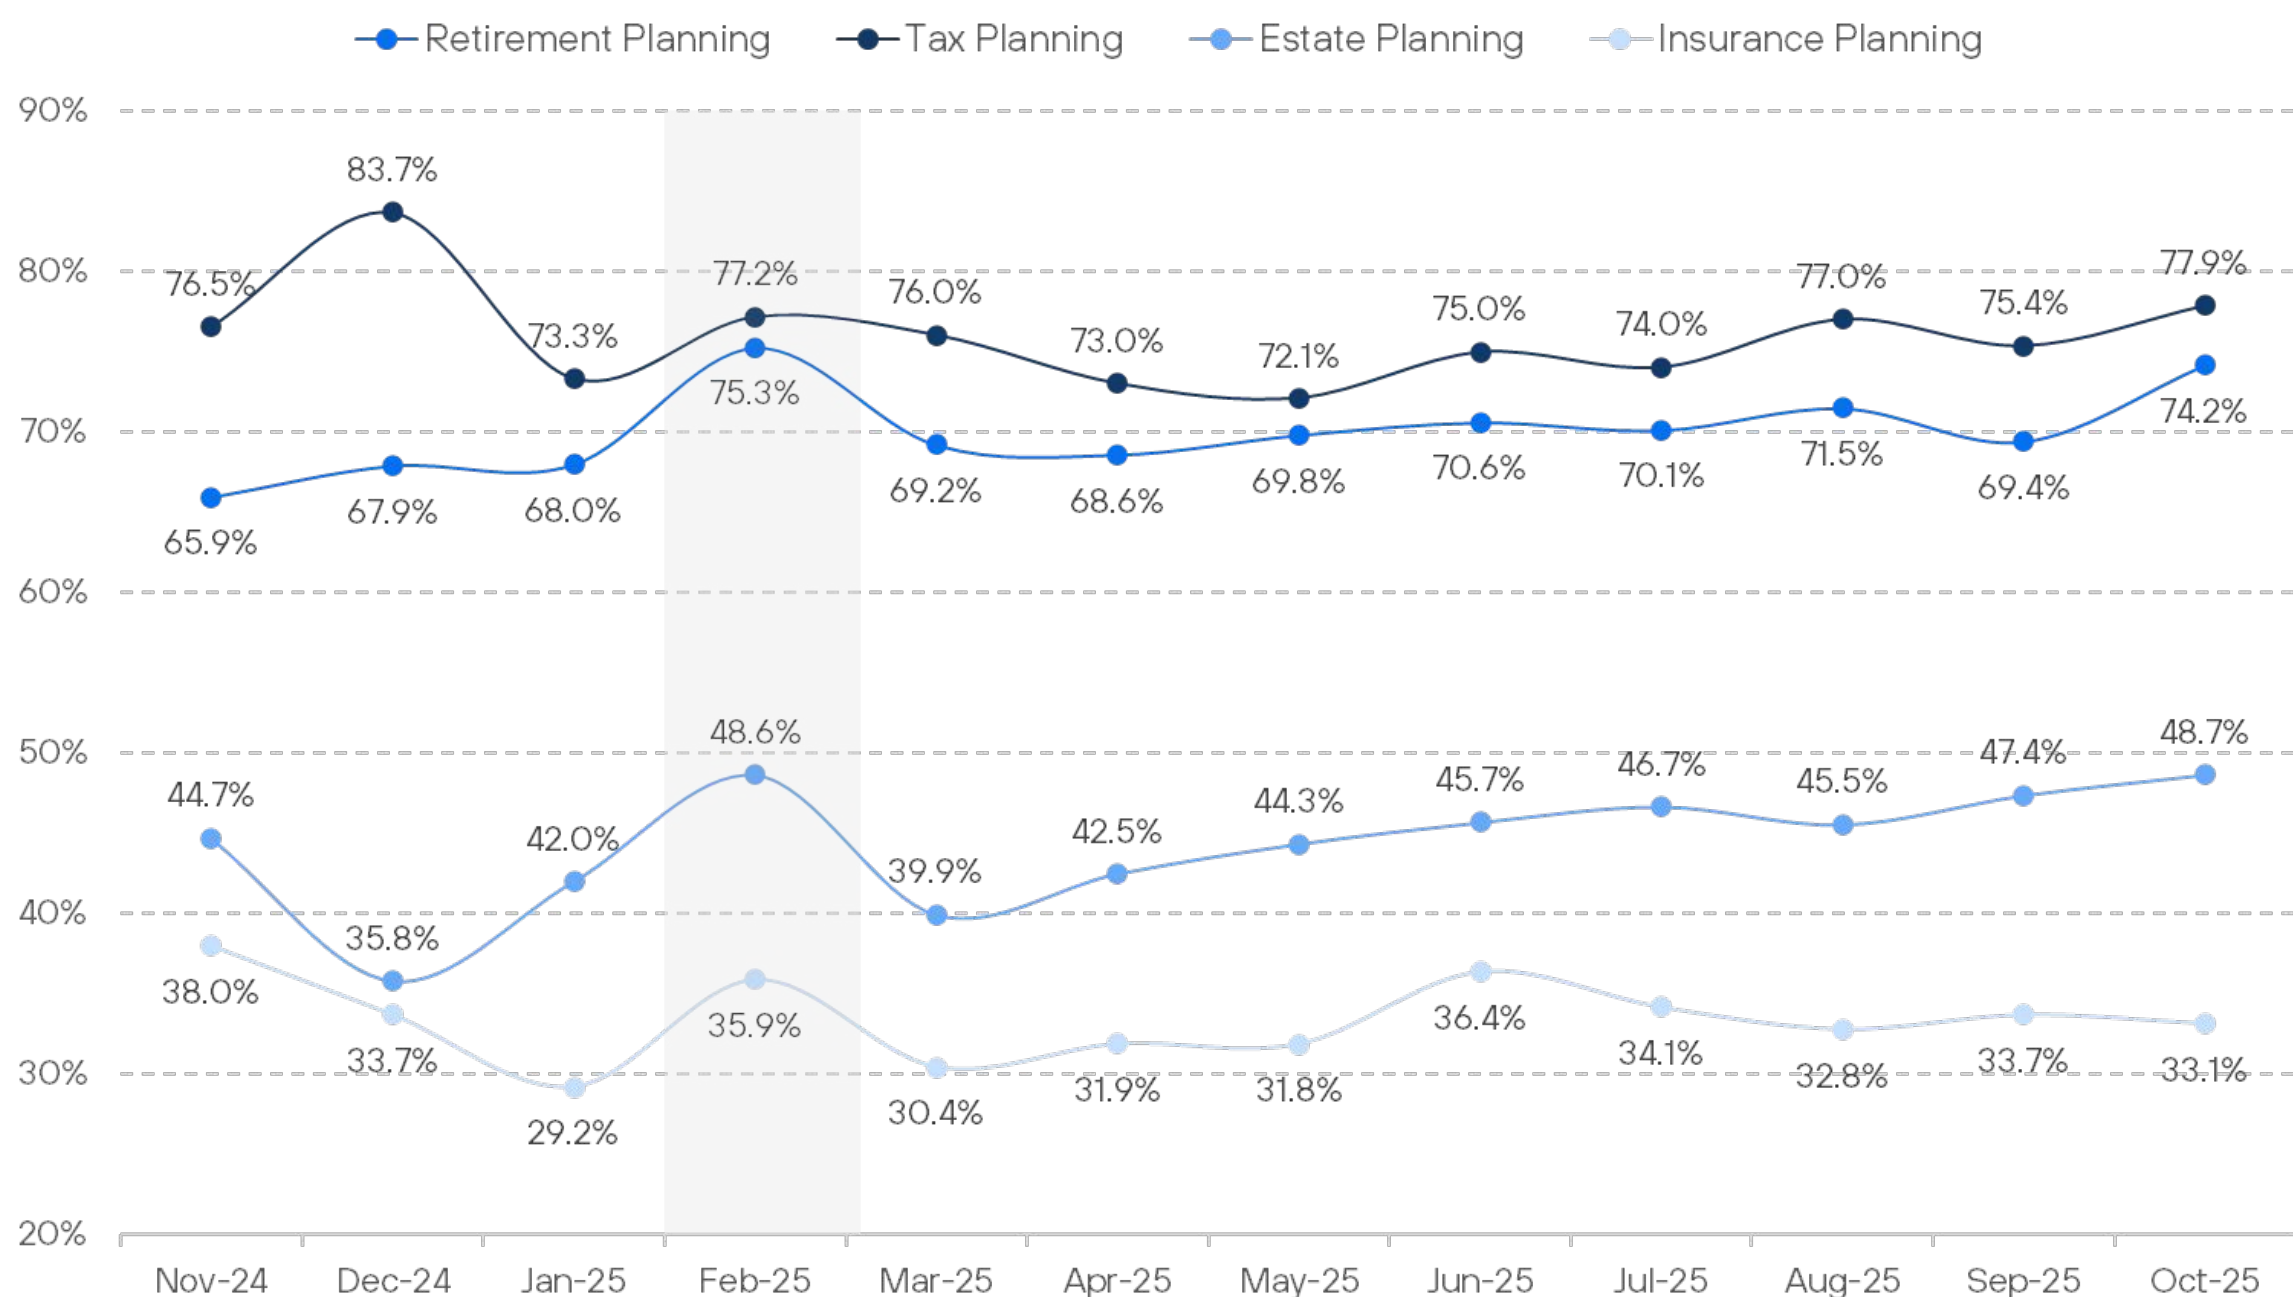 Retirement Planning Tax Planning Estate Planning Insurance Planning
90%
83.7%
80%
76.5% 77.2% 77.0% 77.9%
76.0% 75.4%
73.3% 73.0% 75.0% 74.0%
72.1%
75.3%
70%
74.2%
67.9% 68.0% 69.2% 68.6% 69.8% 70.6% 70.1% 71.5% 69.4%
65.9%
60%
50%
48.6% 48.7%
44.7% 42.0% 39.9% 42.5% 44.3% 45.7% 46.7% 45.5% 47.4%
40%
35.8%
38.0% 35.9% 36.4%
33.7% 34.1% 32.8% 33.7% 33.1%
30%
29.2% 30.4% 31.9% 31.8%
20%
Nov-24 Dec-24 Jan-25 Feb-25 Mar-25 Apr-25 May-25 Jun-25 Jul-25 Aug-25 Sep-25 Oct-25